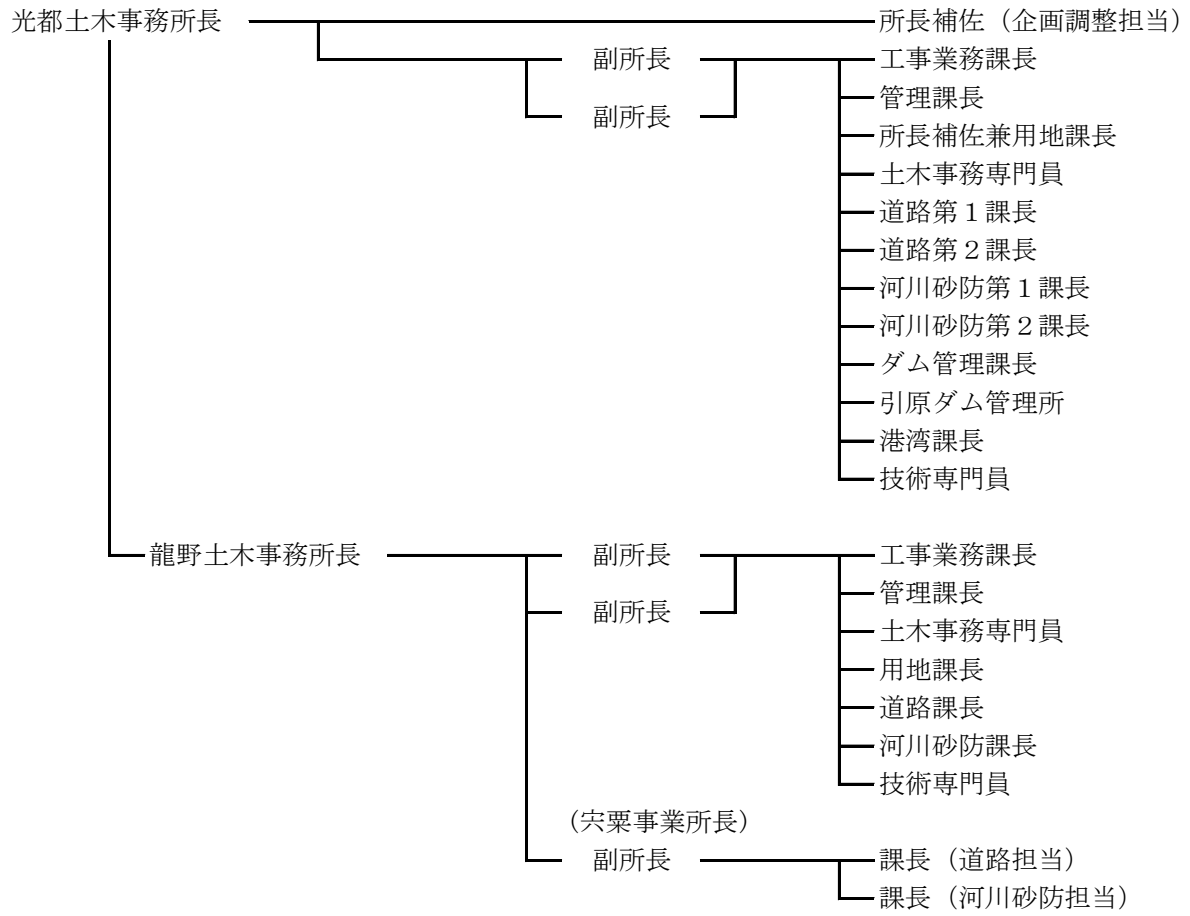 光都土木事務所長 所長補佐（企画調整担当）
副所長 工事業務課長
管理課長
副所長
所長補佐兼用地課長
土木事務専門員
道路第１課長
道路第２課長
河川砂防第１課長
河川砂防第２課長
ダム管理課長
引原ダム管理所
港湾課長
技術専門員
龍野土木事務所長 副所長 工事業務課長
管理課長
副所長
土木事務専門員
用地課長
道路課長
河川砂防課長
技術専門員
（宍粟事業所長）
副所長 課長（道路担当）
課長（河川砂防担当）